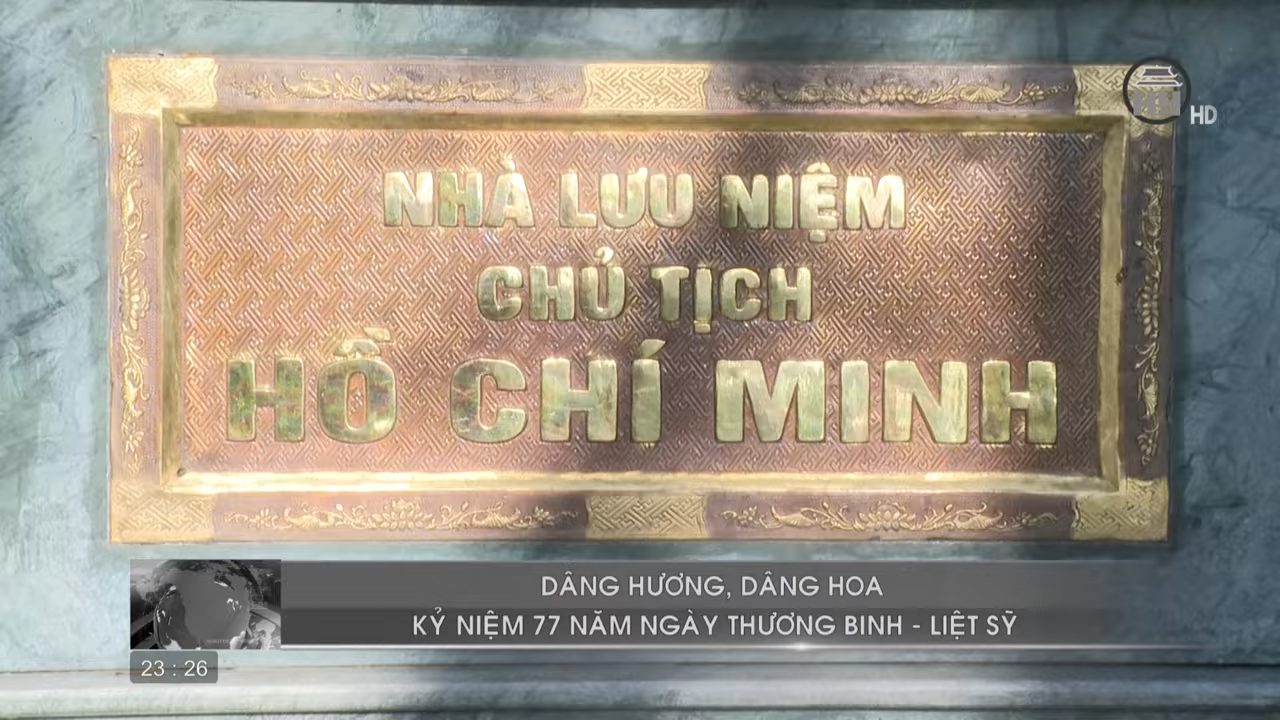 NHÀ LƯU NIỆM
CHỦ TỊCH
HỒ CHÍ MINH
HD
DÂNG HƯƠNG, DÂNG HOA
KỶ NIỆM 77 NĂM NGÀY THƯƠNG BINH - LIỆT SỸ
23 : 26